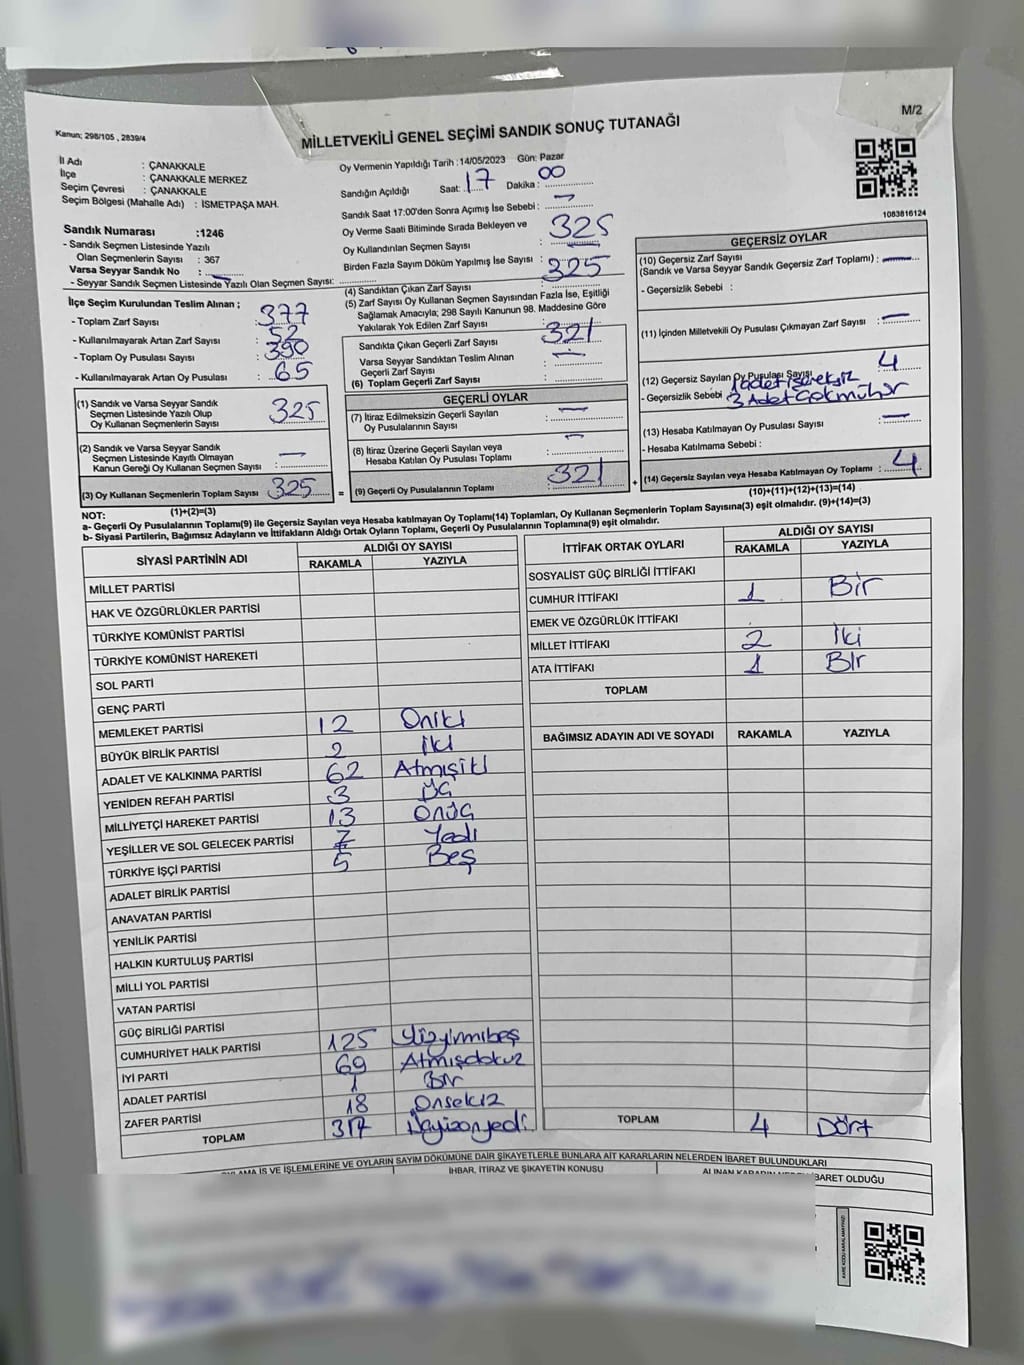 M/2
Kanun; 298/105 , 2839/4
MİLLETVEKİLİ GENEL SEÇİMİ SANDIK SONUÇ TUTANAĞI
İl Adı : ÇANAKKALE
İlçe : ÇANAKKALE MERKEZ
Seçim Çevresi : ÇANAKKALE
Seçim Bölgesi (Mahalle Adı) : İSMETPAŞA MAH.
Oy Vermenin Yapıldığı Tarih :14/05/2023 Gün: Pazar
Sandığın Açıldığı Saat: 17 Dakika : 00
Sandık Saat 17:00'den Sonra Açımış İse Sebebi : —
1083816124
Sandık Numarası :1246
- Sandık Seçmen Listesinde Yazılı
Olan Seçmenlerin Sayısı : 367
Varsa Seyyar Sandık No : —
- Seyyar Sandık Seçmen Listesinde Yazılı Olan Seçmen Sayısı:
Oy Verme Saati Bitiminde Sırada Bekleyen ve
Oy Kullandırılan Seçmen Sayısı : 325
Birden Fazla Sayım Döküm Yapılmış İse Sayısı : —
(4) Sandıktan Çıkan Zarf Sayısı : 325
(5) Zarf Sayısı Oy Kullanan Seçmen Sayısından Fazla İse, Eşitliği
Sağlamak Amacıyla; 298 Sayılı Kanunun 98. Maddesine Göre
Yakılarak Yok Edilen Zarf Sayısı :
İlçe Seçim Kurulundan Teslim Alınan ;
- Toplam Zarf Sayısı : 377
- Kullanılmayarak Artan Zarf Sayısı : 52
- Toplam Oy Pusulası Sayısı : 390
- Kullanılmayarak Artan Oy Pusulası : 65
Sandıkta Çıkan Geçerli Zarf Sayısı : 321
Varsa Seyyar Sandıktan Teslim Alınan
Geçerli Zarf Sayısı : —
(6) Toplam Geçerli Zarf Sayısı :
(1) Sandık ve Varsa Seyyar Sandık
Seçmen Listesinde Yazılı Olup
Oy Kullanan Seçmenlerin Sayısı : 325
(2) Sandık ve Varsa Seyyar Sandık
Seçmen Listesinde Kayıtlı Olmayan
Kanun Gereği Oy Kullanan Seçmen Sayısı : —
(3) Oy Kullanan Seçmenlerin Toplam Sayısı : 325
(1)+(2)=(3)
GEÇERLİ OYLAR
(7) İtiraz Edilmeksizin Geçerli Sayılan
Oy Pusulalarının Sayısı : —
(8) İtiraz Üzerine Geçerli Sayılan veya
Hesaba Katılan Oy Pusulası Toplamı : —
= (9) Geçerli Oy Pusulalarının Toplamı : 321
GEÇERSİZ OYLAR
(10) Geçersiz Zarf Sayısı
(Sandık ve Varsa Seyyar Sandık Geçersiz Zarf Toplamı) : —
- Geçersizlik Sebebi :
(11) İçinden Milletvekili Oy Pusulası Çıkmayan Zarf Sayısı : —
(12) Geçersiz Sayılan Oy Pusulası Sayısı : 4
- Geçersizlik Sebebi 1 adet işaretsiz
3 Adet Çokmühür
(13) Hesaba Katılmayan Oy Pusulası Sayısı : —
- Hesaba Katılmama Sebebi :
+ (14) Geçersiz Sayılan veya Hesaba Katılmayan Oy Toplamı : 4
(10)+(11)+(12)+(13)=(14)
NOT:
a- Geçerli Oy Pusulalarının Toplamı(9) ile Geçersiz Sayılan veya Hesaba katılmayan Oy Toplamı(14) Toplamları, Oy Kullanan Seçmenlerin Toplam Sayısına(3) eşit olmalıdır. (9)+(14)=(3)
b- Siyasi Partilerin, Bağımsız Adayların ve İttifakların Aldığı Ortak Oyların Toplamı, Geçerli Oy Pusulalarının Toplamına(9) eşit olmalıdır.
SİYASİ PARTİNİN ADI ALDIĞI OY SAYISI
RAKAMLA YAZIYLA
MİLLET PARTİSİ
HAK VE ÖZGÜRLÜKLER PARTİSİ
TÜRKİYE KOMÜNİST PARTİSİ
TÜRKİYE KOMÜNİST HAREKETİ
SOL PARTİ
GENÇ PARTİ
MEMLEKET PARTİSİ 12 Oniki
BÜYÜK BİRLİK PARTİSİ 2 İki
ADALET VE KALKINMA PARTİSİ 62 Atmışiki
YENİDEN REFAH PARTİSİ 3 Üç
MİLLİYETÇİ HAREKET PARTİSİ 13 Onüç
YEŞİLLER VE SOL GELECEK PARTİSİ 7 Yedi
TÜRKİYE İŞÇİ PARTİSİ 5 Beş
ADALET BİRLİK PARTİSİ
ANAVATAN PARTİSİ
YENİLİK PARTİSİ
HALKIN KURTULUŞ PARTİSİ
MİLLİ YOL PARTİSİ
VATAN PARTİSİ
GÜÇ BİRLİĞİ PARTİSİ
CUMHURİYET HALK PARTİSİ 125 Yüzyirmibeş
İYİ PARTİ 69 Atmışdokuz
ADALET PARTİSİ 1 Bir
ZAFER PARTİSİ 18 Onsekiz
TOPLAM 317 Üçyüzonyedi
İTTİFAK ORTAK OYLARI ALDIĞI OY SAYISI
RAKAMLA YAZIYLA
SOSYALİST GÜÇ BİRLİĞİ İTTİFAKI
CUMHUR İTTİFAKI 1 Bir
EMEK VE ÖZGÜRLÜK İTTİFAKI
MİLLET İTTİFAKI 2 İki
ATA İTTİFAKI 1 Bir
TOPLAM
BAĞIMSIZ ADAYIN ADI VE SOYADI RAKAMLA YAZIYLA
TOPLAM 4 Dört
OYLAMA İŞ VE İŞLEMLERİNE VE OYLARIN SAYIM DÖKÜMÜNE DAİR ŞİKAYETLERLE BUNLARA AİT KARARLARIN NELERDEN İBARET BULUNDUKLARI
İHBAR, İTİRAZ VE ŞİKAYETİN KONUSU
İBARET OLDUĞU